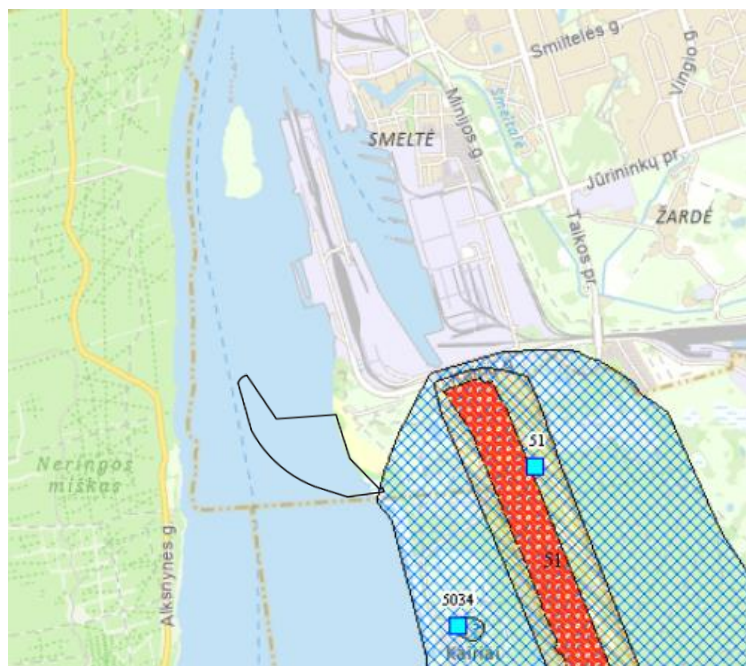 Smiltelės g
Vingio g
SMELTĖ
Minijos g.
Smeltalė
Jūrininkų pr.
ŽARDĖ
Taikos pr.
51
Neringos
miškas
51
Alksnynės g
5034
Kairiai